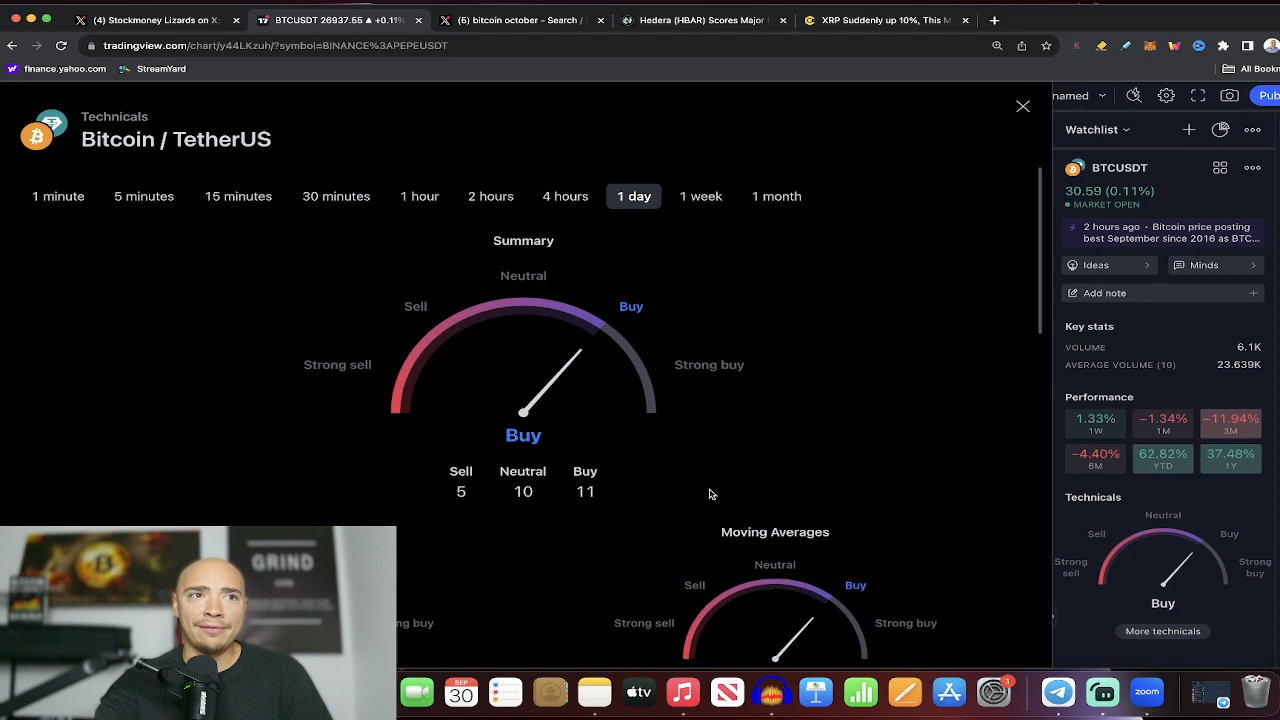 (4) Stockmoney Lizards on X:
BTCUSDT 26937.55 ▲ +0.11%
(5) bitcoin october - Search /
Hedera (HBAR) Scores Major
XRP Suddenly up 10%, This M
tradingview.com/chart/y44LKzuh/?symbol=BINANCE%3APEPEUSDT
finance.yahoo.com
StreamYard
All Bookm
Technicals
Bitcoin / TetherUS
1 minute
5 minutes
15 minutes
30 minutes
1 hour
2 hours
4 hours
1 day
1 week
1 month
Summary
Neutral
Sell
Buy
Strong sell
Strong buy
Buy
Sell
Neutral
Buy
5
10
11
Moving Averages
Neutral
Sell
Buy
ng buy
Strong sell
Strong buy
GRIND
named
Pub
Watchlist
BTCUSDT
30.59 (0.11%)
MARKET OPEN
2 hours ago • Bitcoin price posting
best September since 2016 as BTC...
Ideas
Minds
Add note
Key stats
VOLUME
6.1K
AVERAGE VOLUME (10)
23.639K
Performance
1.33%
−1.34%
−11.94%
1W
1M
3M
−4.40%
62.82%
37.48%
6M
YTD
1Y
Technicals
Neutral
Sell
Buy
Strong
sell
Strong
buy
Buy
More technicals
SEP
30
tv
1
zoom